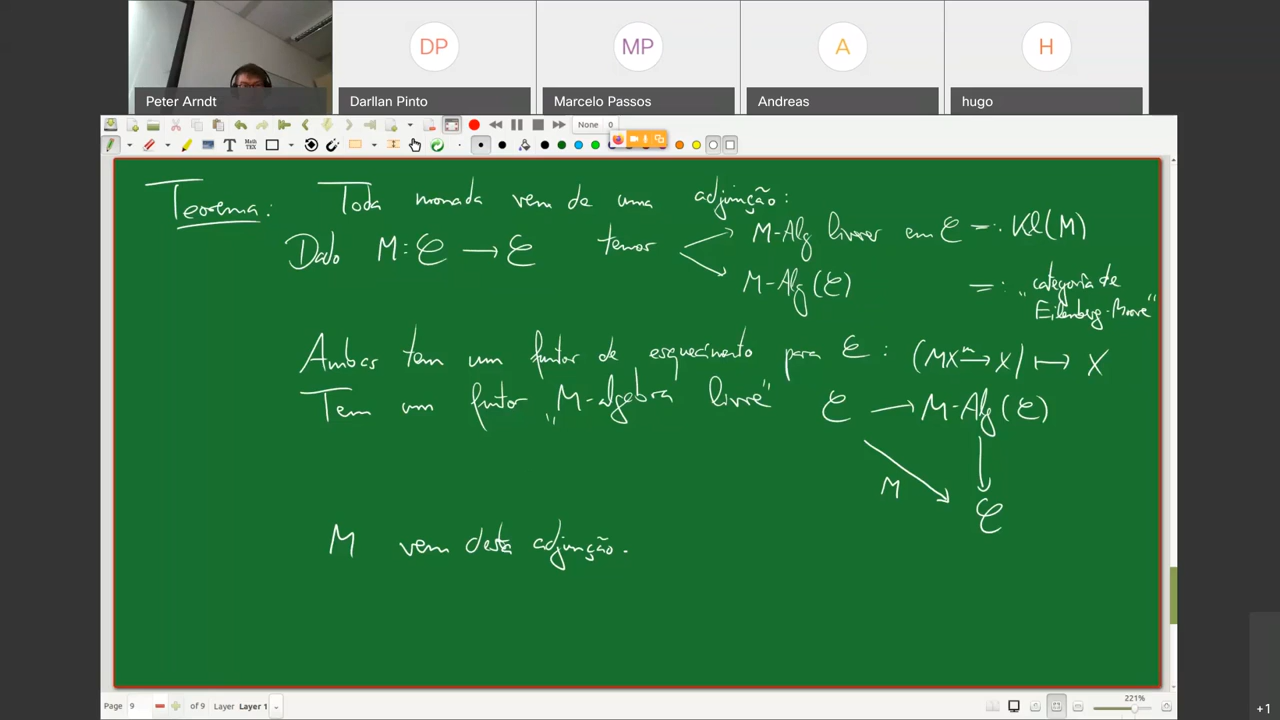 DP
MP
A
H
Peter Arndt
Darllan Pinto
Marcelo Passos
Andreas
hugo
None 0
Teorema: Toda monada vem de uma adjunção:
Dado M: C → C temos M-Alg livres em C =: Kl(M)
M-Alg(C) =: "categoria de
Eilenberg-Moore"
Ambas tem um funtor de esquecimento para C: (MX →m X) ↦ X
Tem um funtor „M-algebra livre" C → M-Alg(C)
M
C
M vem desta adjunção.
Page 9 of 9 Layer Layer 1
221%
+1